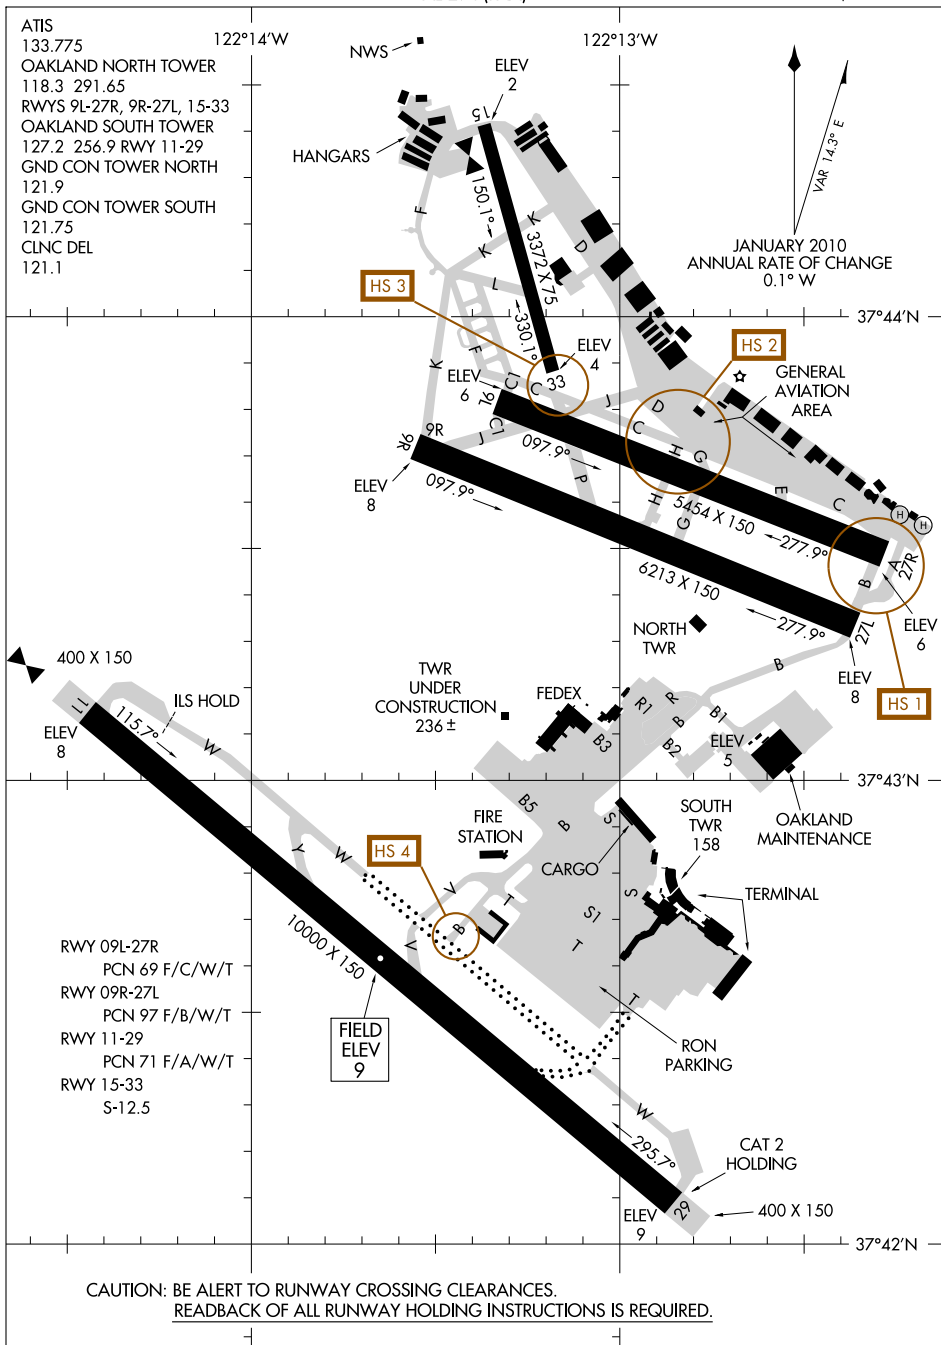 ATIS
133.775
OAKLAND NORTH TOWER
118.3 291.65
RWYS 9L-27R, 9R-27L, 15-33
OAKLAND SOUTH TOWER
127.2 256.9 RWY 11-29
GND CON TOWER NORTH
121.9
GND CON TOWER SOUTH
121.75
CLNC DEL
121.1
122°14'W
122°13'W
NWS
ELEV
2
HANGARS
15
150.1°
3372 X 75
330.1°
33
F
K
K
L
D
K
F
VAR 14.3° E
JANUARY 2010
ANNUAL RATE OF CHANGE
0.1° W
HS 3
37°44'N
ELEV
4
HS 2
GENERAL
AVIATION
AREA
ELEV
6
C1
C
J
D
C
H
G
9L
C1
9R
9R
J
097.9°
P
H
G
E
C
H
H
ELEV
8
097.9°
5454 X 150
277.9°
A
27R
B
6213 X 150
277.9°
27L
ELEV
6
ELEV
8
HS 1
NORTH
TWR
B
400 X 150
TWR
UNDER
CONSTRUCTION
236 ±
FEDEX
ILS HOLD
11
ELEV
8
115.7°
W
R1
R
B
B1
B3
B2
ELEV
5
37°43'N
OAKLAND
MAINTENANCE
B5
B
S
SOUTH
TWR
158
FIRE
STATION
CARGO
HS 4
Y
W
V
T
B
V
S
S1
T
TERMINAL
10000 X 150
T
RWY 09L-27R
PCN 69 F/C/W/T
RWY 09R-27L
PCN 97 F/B/W/T
RWY 11-29
PCN 71 F/A/W/T
RWY 15-33
S-12.5
FIELD
ELEV
9
RON
PARKING
W
295.7°
CAT 2
HOLDING
29
ELEV
9
400 X 150
37°42'N
CAUTION: BE ALERT TO RUNWAY CROSSING CLEARANCES.
READBACK OF ALL RUNWAY HOLDING INSTRUCTIONS IS REQUIRED.